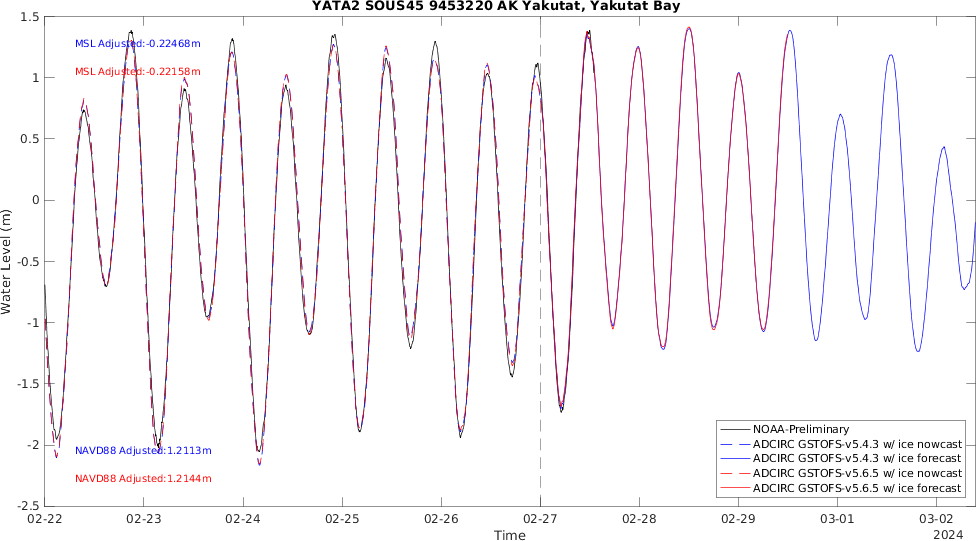 YATA2 SOUS45 9453220 AK Yakutat, Yakutat Bay
1.5
MSL Adjusted:-0.22468m
MSL Adjusted:-0.22158m
1
0.5
0
-0.5
-1
-1.5
-2
-2.5
Water Level (m)
NAVD88 Adjusted:1.2113m
NAVD88 Adjusted:1.2144m
NOAA-Preliminary
ADCIRC GSTOFS-v5.4.3 w/ ice nowcast
ADCIRC GSTOFS-v5.4.3 w/ ice forecast
ADCIRC GSTOFS-v5.6.5 w/ ice nowcast
ADCIRC GSTOFS-v5.6.5 w/ ice forecast
02-22 02-23 02-24 02-25 02-26 02-27 02-28 02-29 03-01 03-02
Time
2024